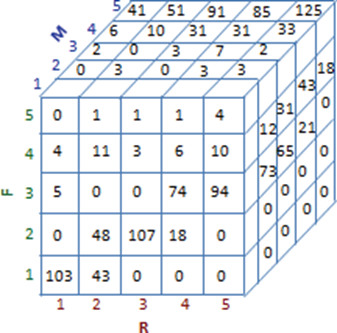 5 41 51 91 85 125
4 6 10 31 31 33
M
3 2 0 3 7 2
2 0 3 0 3 3
1
5 0 1 1 1 4
4 4 11 3 6 10
3 5 0 0 74 94
2 0 48 107 18 0
1 103 43 0 0 0
F
1 2 3 4 5
R
12 31 43 18
73 65 21 0
0 0 0 0
0 0 0 0